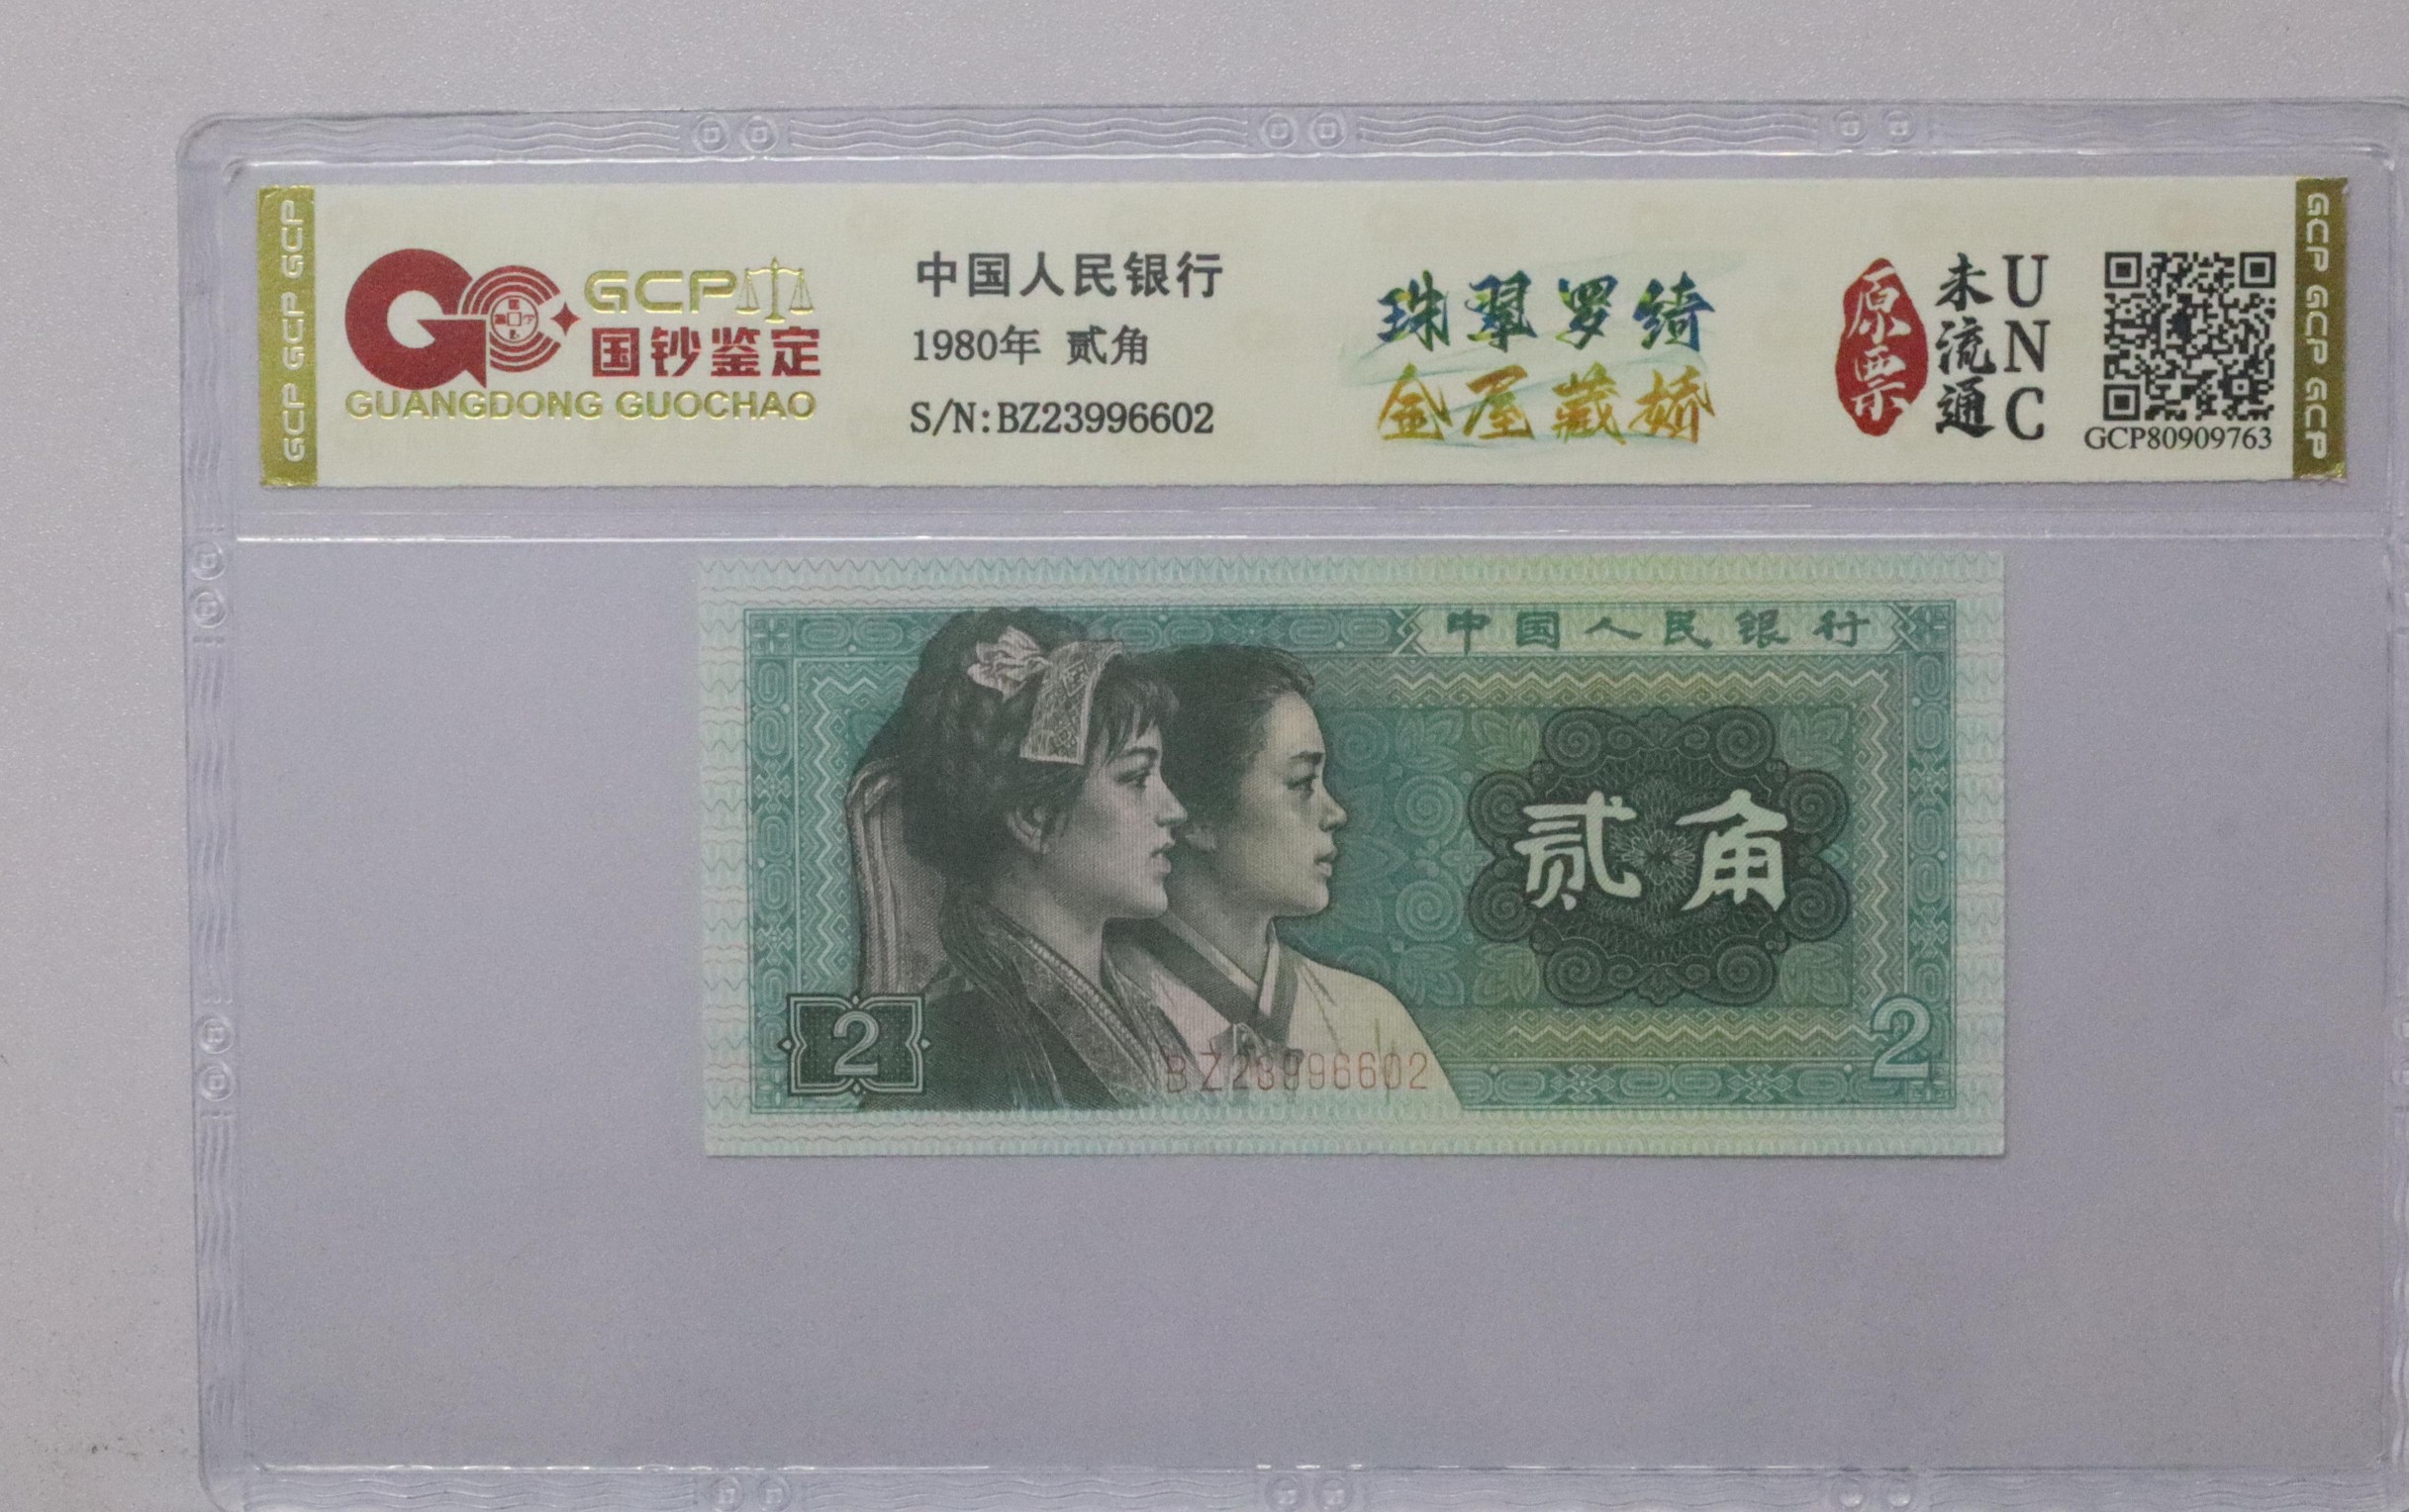 GCP GCP GCP
GCP
国钞鉴定
GUANGDONG GUOCHAO
中国人民银行
1980年 贰角
S/N:BZ23996602
珠翠罗绮
金屋藏娇
原票
未流通
UNC
GCP80909763
GCP GCP GCP
中国人民银行
贰角
2
BZ23996602
2